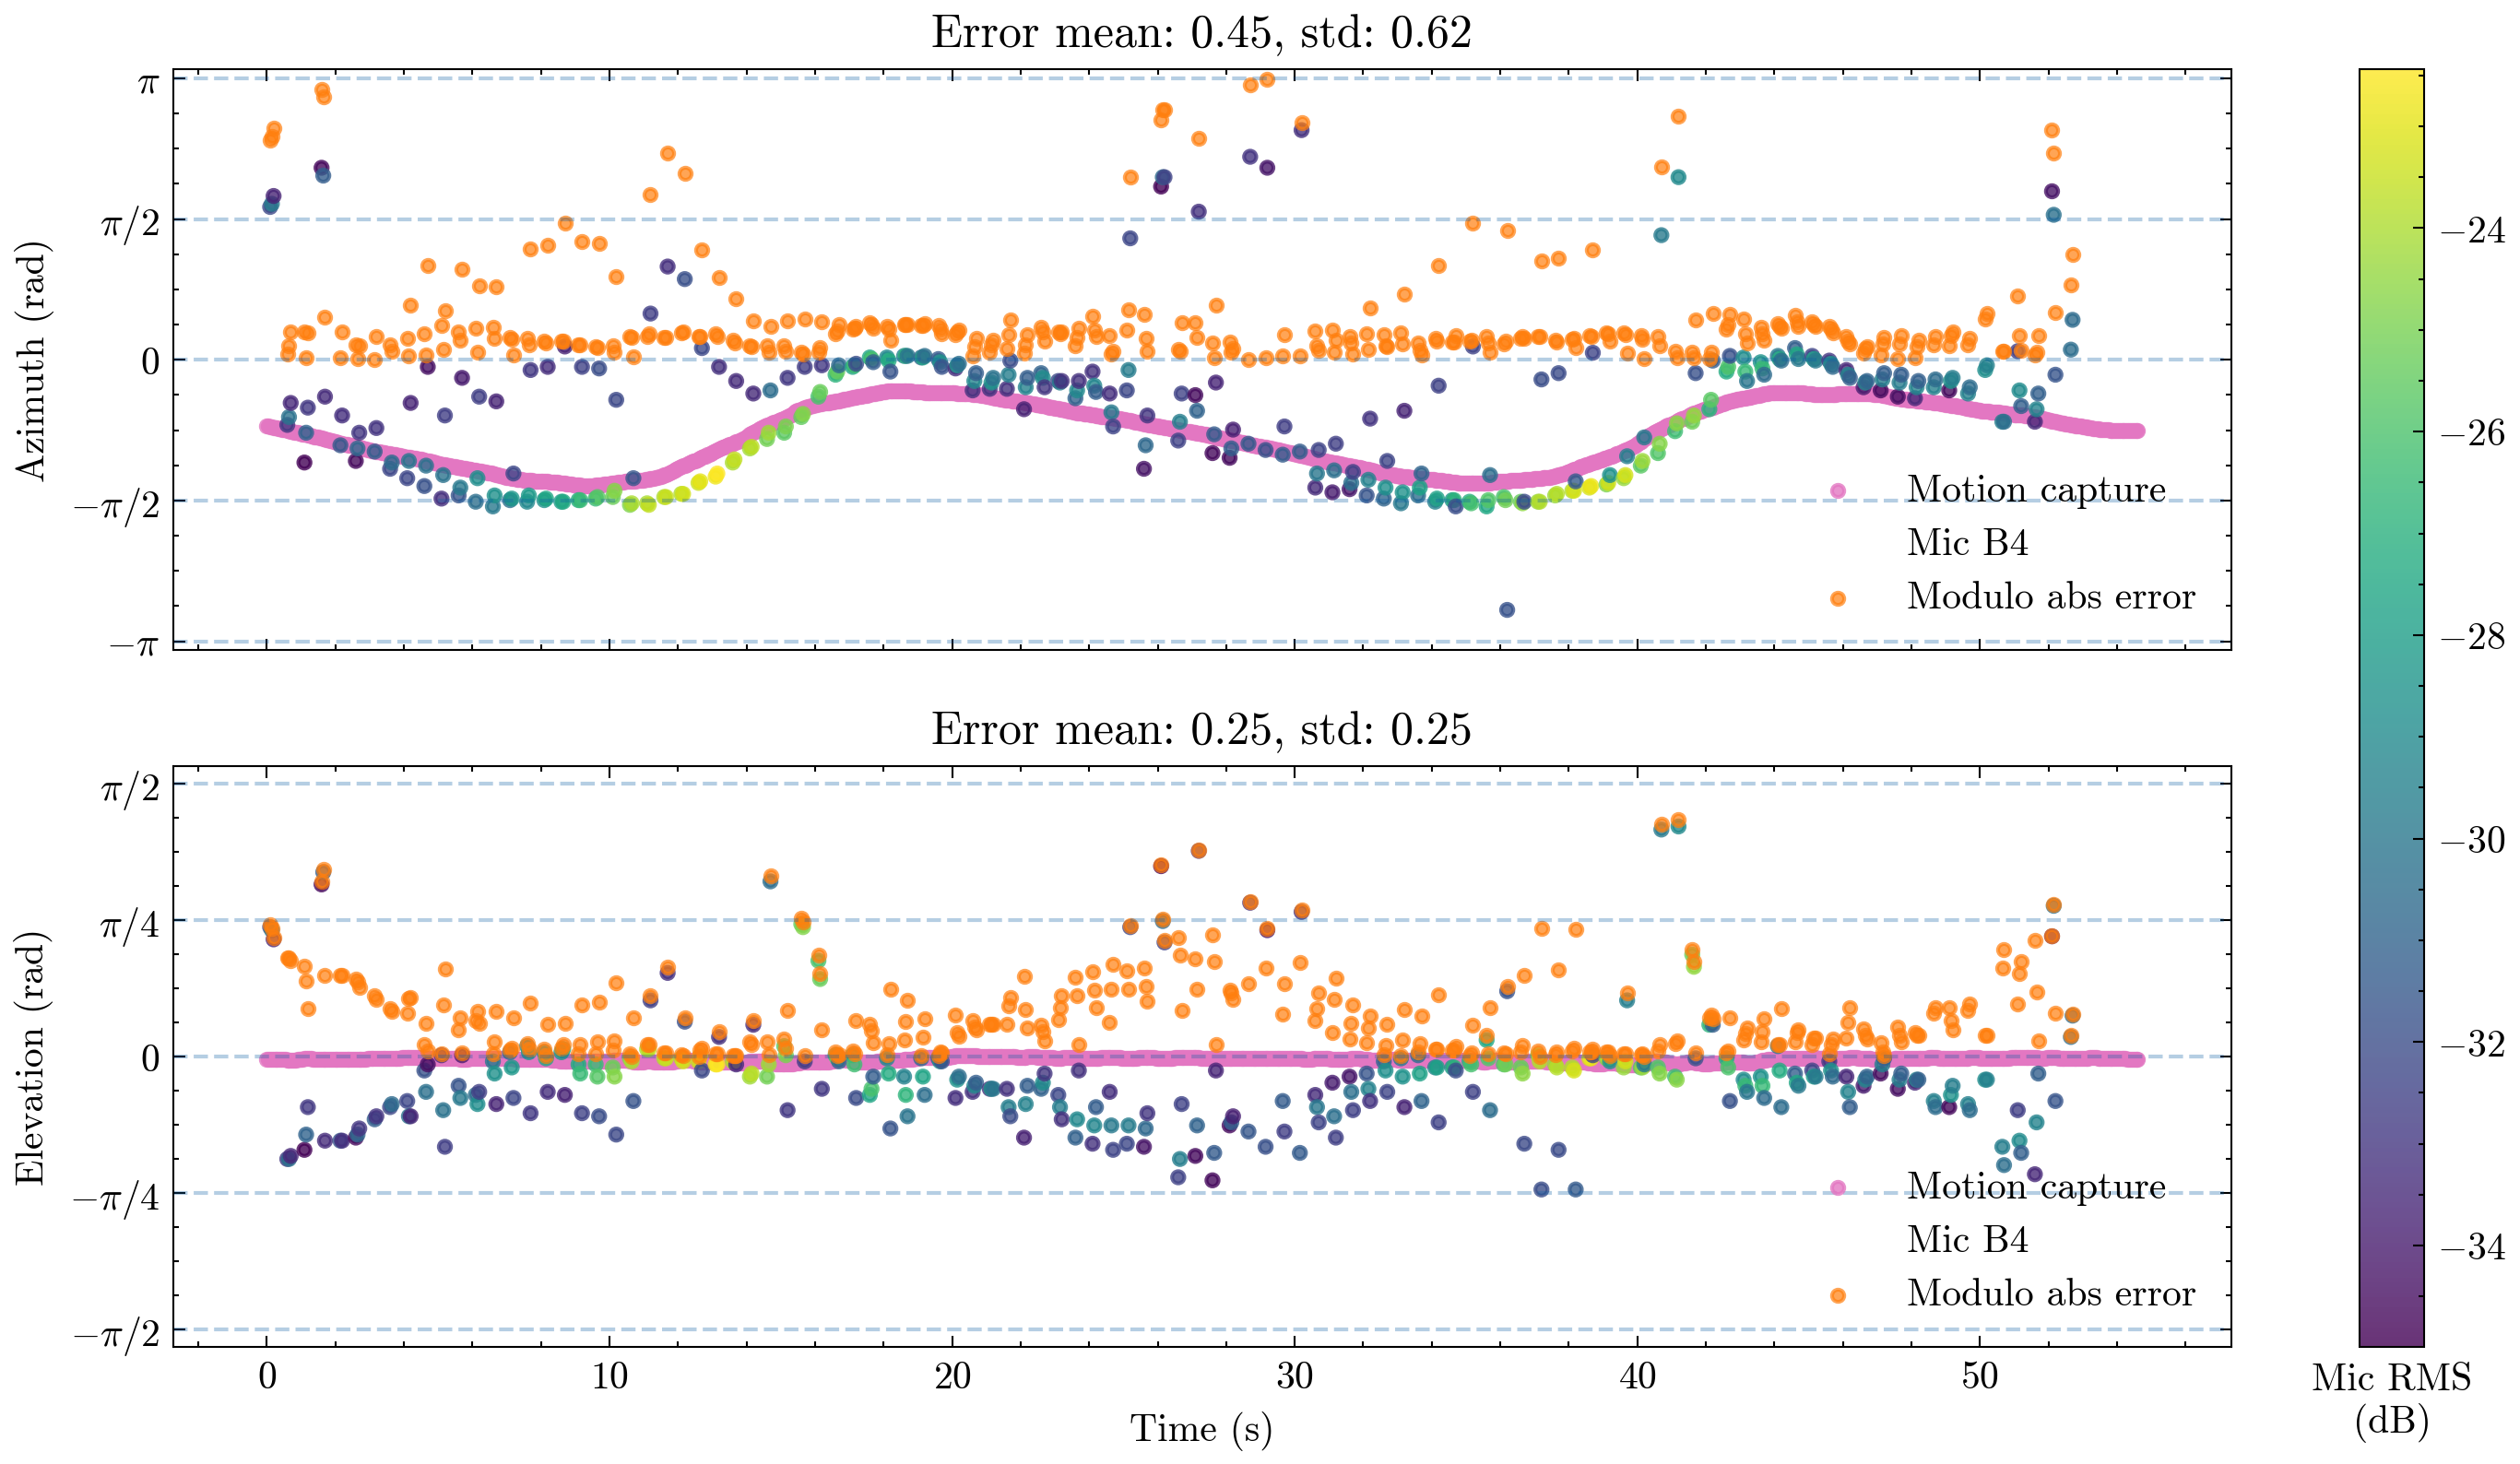 Error mean: 0.45, std: 0.62
Azimuth (rad)
π
π/2
0
−π/2
−π
Motion capture
Mic B4
Modulo abs error
Error mean: 0.25, std: 0.25
Elevation (rad)
π/2
π/4
0
−π/4
−π/2
Motion capture
Mic B4
Modulo abs error
0 10 20 30 40 50
Time (s)
−24
−26
−28
−30
−32
−34
Mic RMS
(dB)